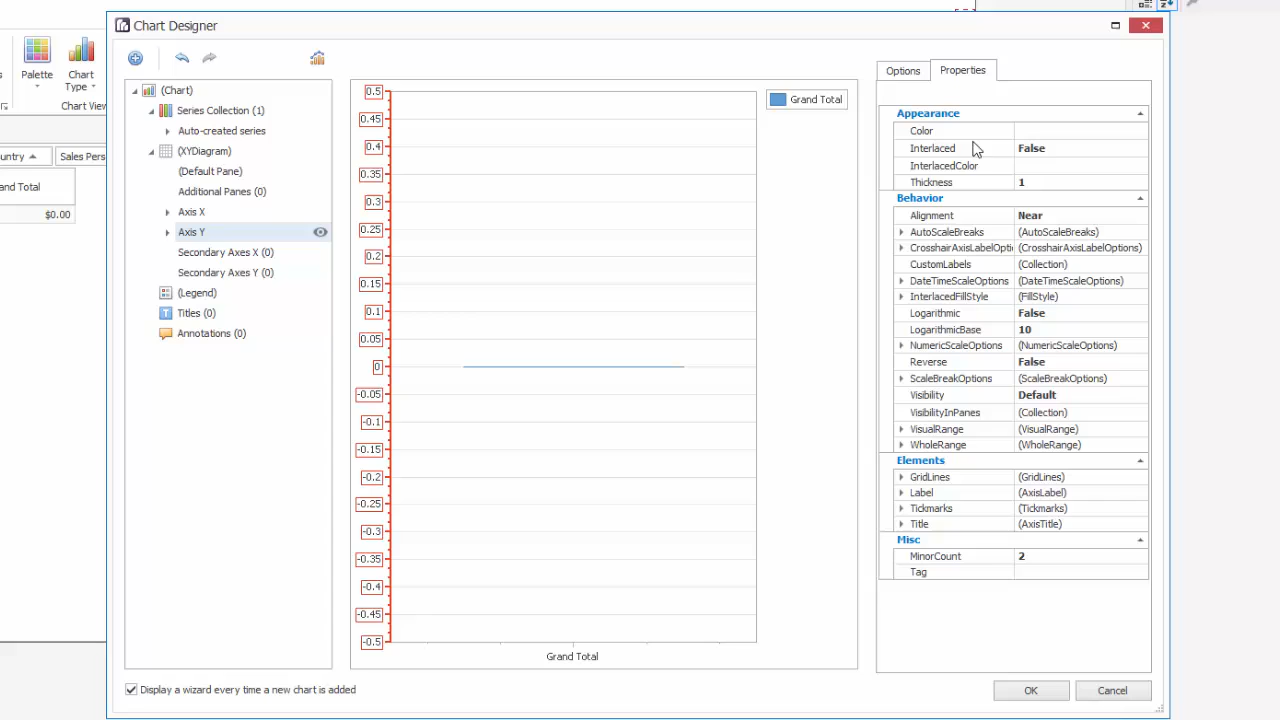 Chart Designer
Palette
Chart
Type
Chart View
untry
Sales Pers
and Total
$0.00
(Chart)
Series Collection (1)
Auto-created series
(XYDiagram)
(Default Pane)
Additional Panes (0)
Axis X
Axis Y
Secondary Axes X (0)
Secondary Axes Y (0)
(Legend)
Titles (0)
Annotations (0)
0.5
0.45
0.4
0.35
0.3
0.25
0.2
0.15
0.1
0.05
0
-0.05
-0.1
-0.15
-0.2
-0.25
-0.3
-0.35
-0.4
-0.45
-0.5
Grand Total
Grand Total
Options
Properties
Appearance
Color
Interlaced False
InterlacedColor
Thickness 1
Behavior
Alignment Near
AutoScaleBreaks (AutoScaleBreaks)
CrosshairAxisLabelOpti (CrosshairAxisLabelOptions)
CustomLabels (Collection)
DateTimeScaleOptions (DateTimeScaleOptions)
InterlacedFillStyle (FillStyle)
Logarithmic False
LogarithmicBase 10
NumericScaleOptions (NumericScaleOptions)
Reverse False
ScaleBreakOptions (ScaleBreakOptions)
Visibility Default
VisibilityInPanes (Collection)
VisualRange (VisualRange)
WholeRange (WholeRange)
Elements
GridLines (GridLines)
Label (AxisLabel)
Tickmarks (Tickmarks)
Title (AxisTitle)
Misc
MinorCount 2
Tag
Display a wizard every time a new chart is added
OK
Cancel